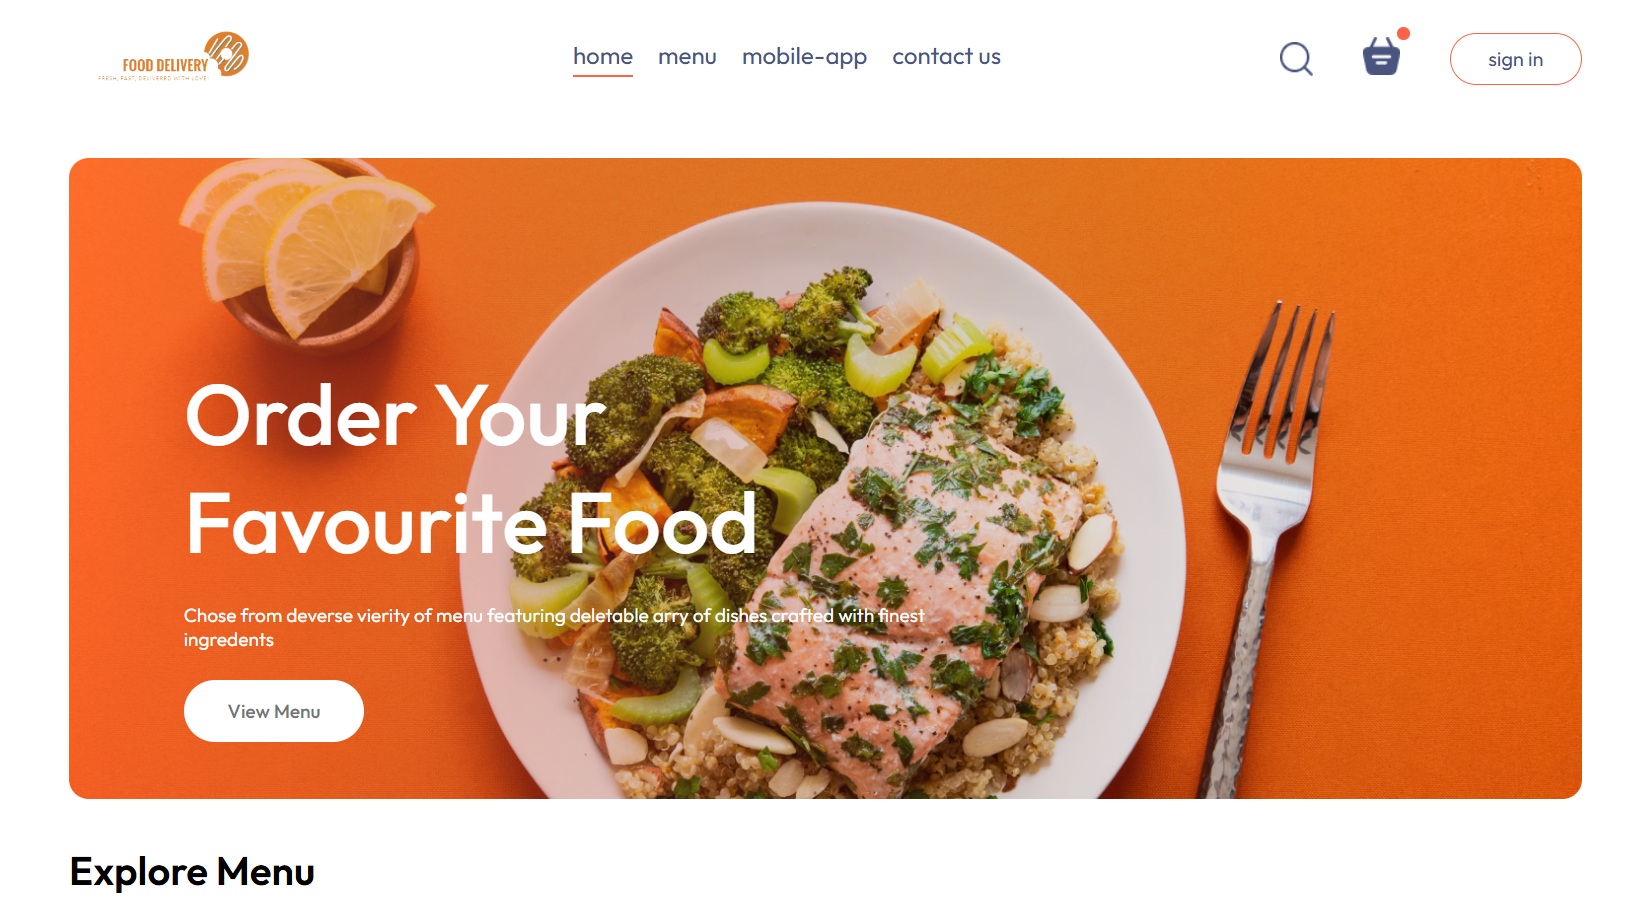 FOOD DELIVERY
FRESH, FAST, DELIVERED WITH LOVE
home menu mobile-app contact us
sign in
Order Your
Favourite Food
Chose from deverse vierity of menu featuring deletable arry of dishes crafted with finest
ingredents
View Menu
Explore Menu